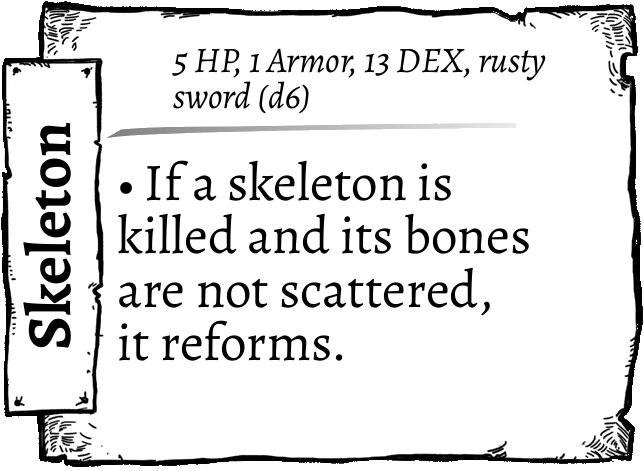 Skeleton
5 HP, 1 Armor, 13 DEX, rusty
sword (d6)
• If a skeleton is
killed and its bones
are not scattered,
it reforms.